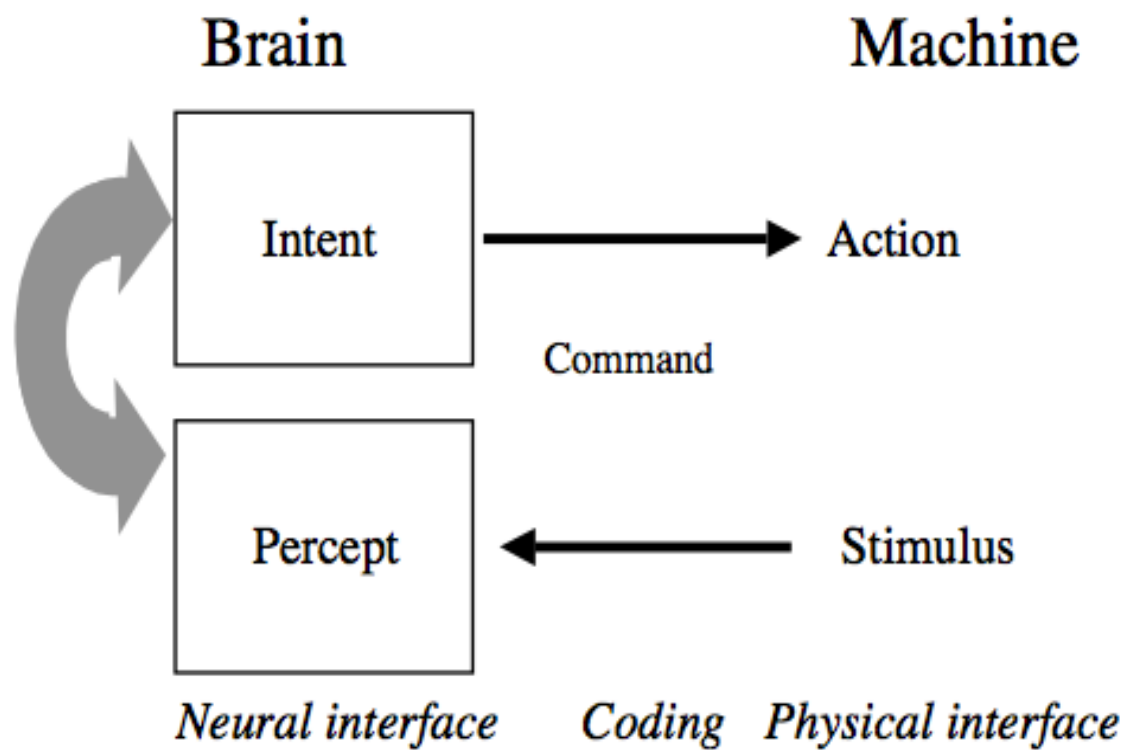 Brain Machine
Intent Action
Command
Percept Stimulus
Neural interface Coding Physical interface